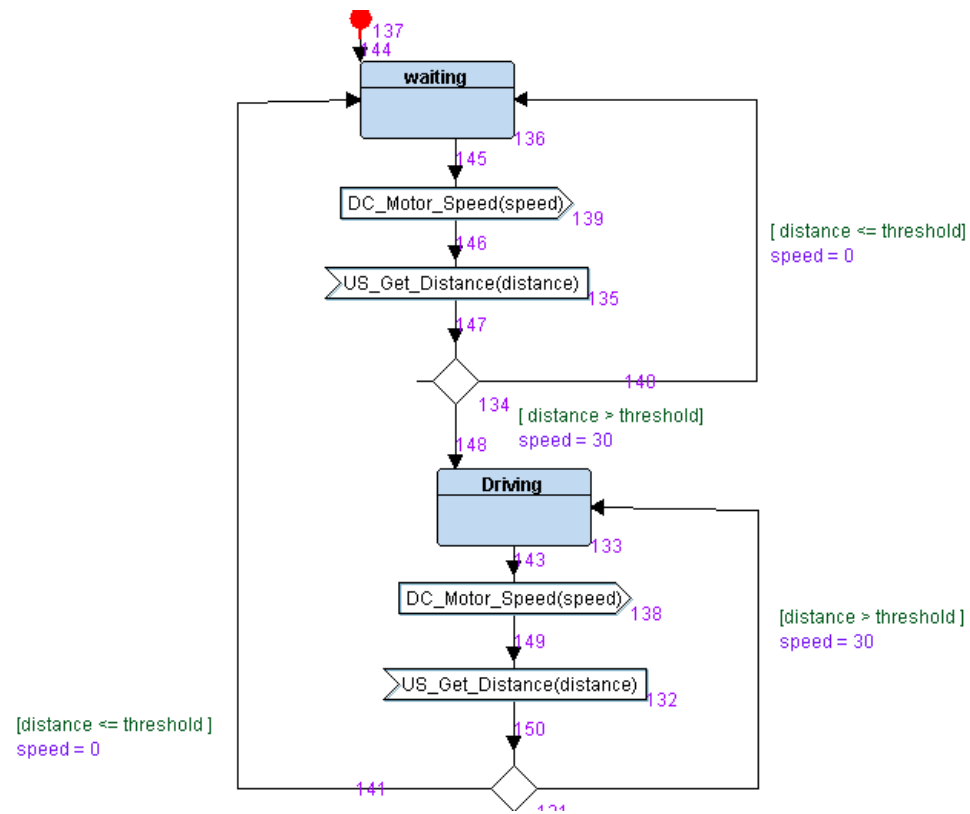 137
144
waiting
136
145
DC_Motor_Speed(speed)
139
146
[ distance <= threshold]
speed = 0
US_Get_Distance(distance)
135
147
140
134
[ distance > threshold]
speed = 30
148
Driving
133
143
DC_Motor_Speed(speed)
138
[distance > threshold ]
speed = 30
149
US_Get_Distance(distance)
132
[distance <= threshold ]
speed = 0
150
141